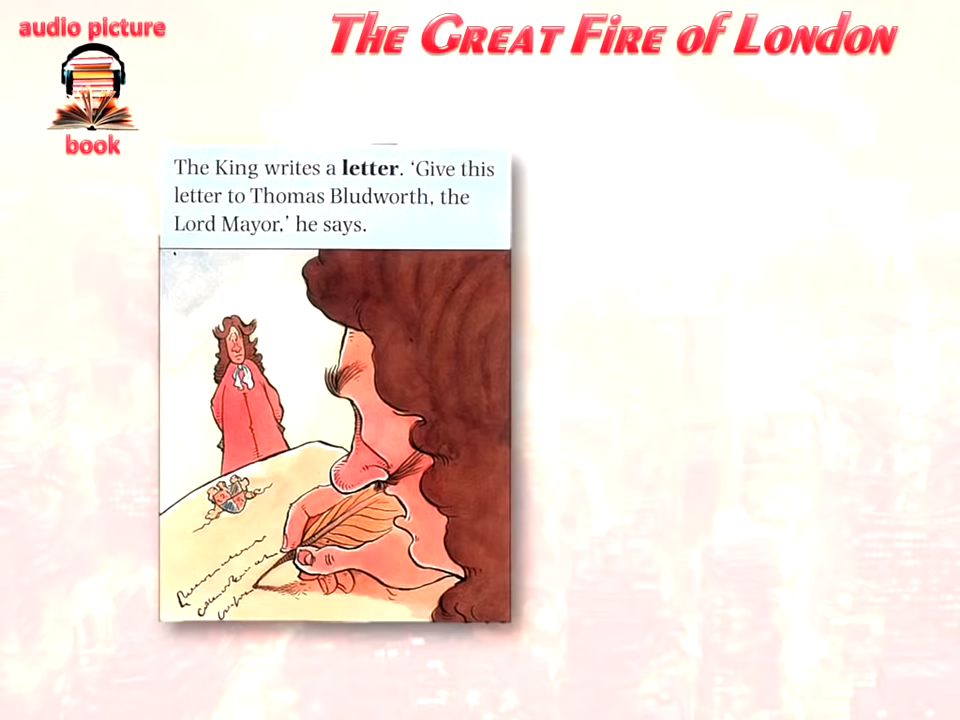 audio picture
book
The Great Fire of London
The King writes a letter. ‘Give this
letter to Thomas Bludworth, the
Lord Mayor,’ he says.